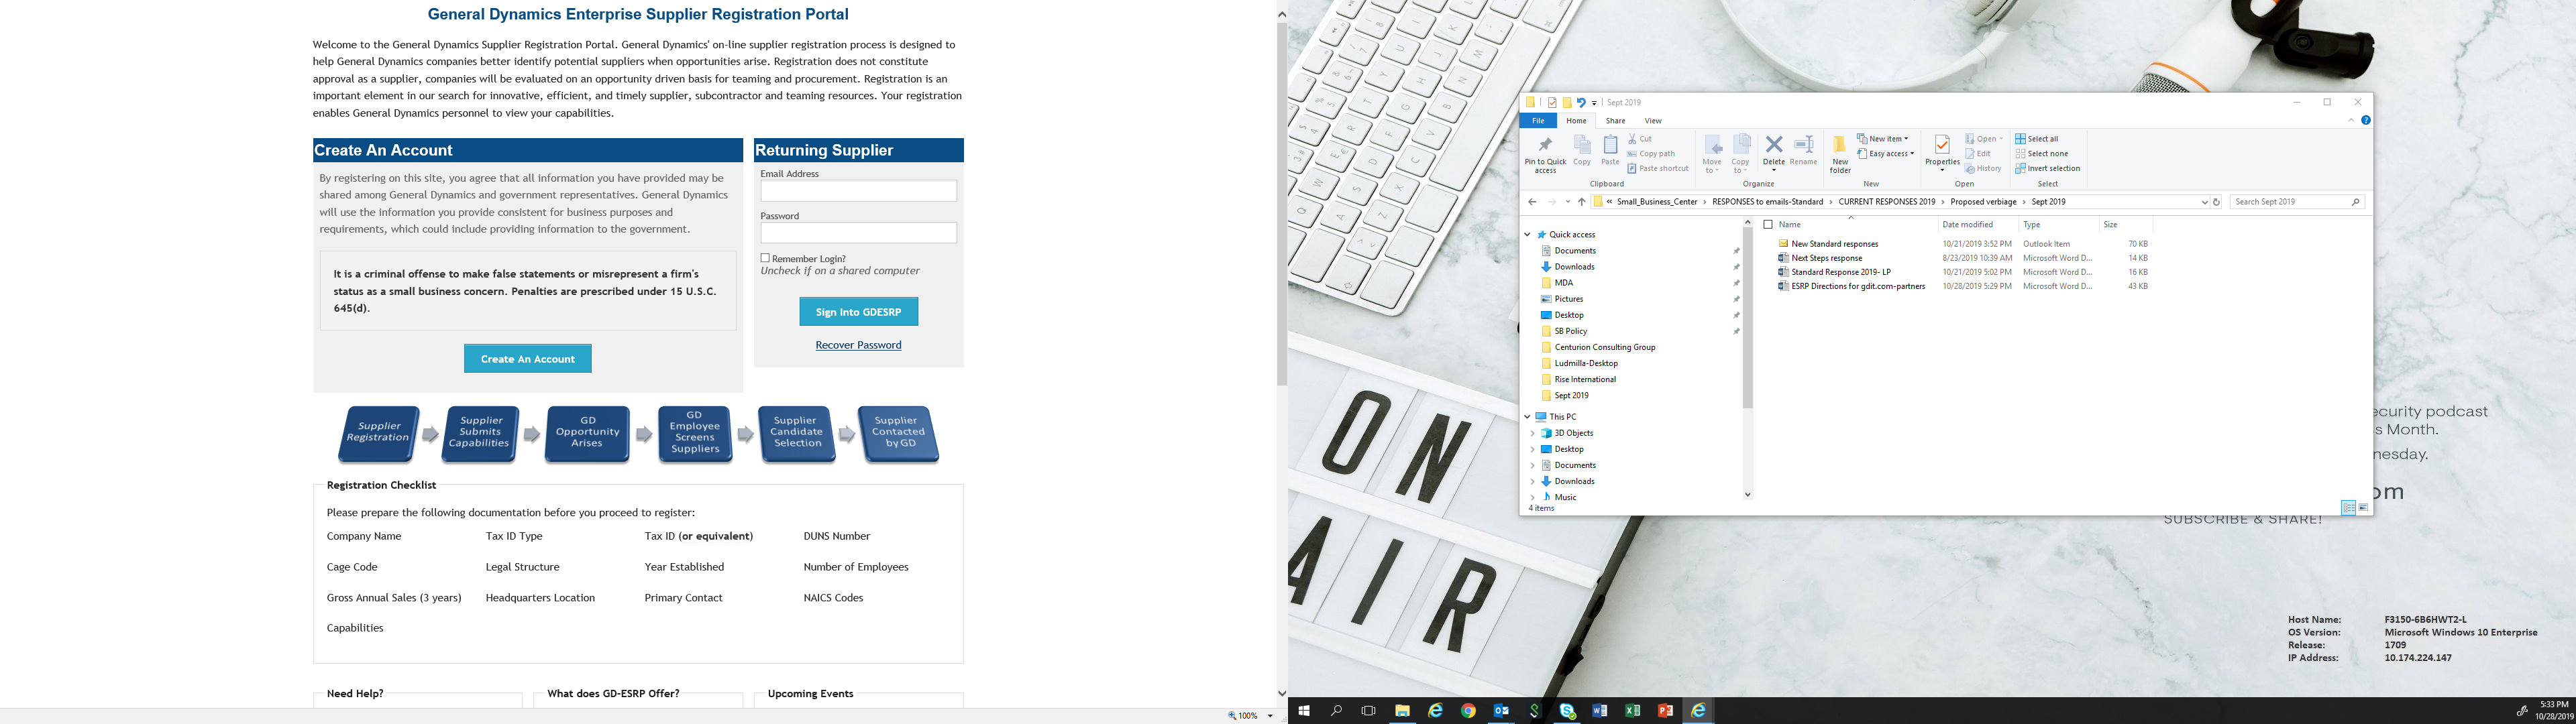 General Dynamics Enterprise Supplier Registration Portal
Welcome to the General Dynamics Supplier Registration Portal. General Dynamics' on-line supplier registration process is designed to
help General Dynamics companies better identify potential suppliers when opportunities arise. Registration does not constitute
approval as a supplier, companies will be evaluated on an opportunity driven basis for teaming and procurement. Registration is an
important element in our search for innovative, efficient, and timely supplier, subcontractor and teaming resources. Your registration
enables General Dynamics personnel to view your capabilities.
Create An Account
By registering on this site, you agree that all information you have provided may be
shared among General Dynamics and government representatives. General Dynamics
will use the information you provide consistent for business purposes and
requirements, which could include providing information to the government.
It is a criminal offense to make false statements or misrepresent a firm's
status as a small business concern. Penalties are prescribed under 15 U.S.C.
645(d).
Create An Account
Returning Supplier
Email Address
Password
Remember Login?
Uncheck if on a shared computer
Sign Into GDESRP
Recover Password
Supplier
Registration
Supplier
Submits
Capabilities
GD
Opportunity
Arises
GD
Employee
Screens
Suppliers
Supplier
Candidate
Selection
Supplier
Contacted
by GD
Registration Checklist
Please prepare the following documentation before you proceed to register:
Company Name Tax ID Type Tax ID (or equivalent) DUNS Number
Cage Code Legal Structure Year Established Number of Employees
Gross Annual Sales (3 years) Headquarters Location Primary Contact NAICS Codes
Capabilities
Need Help? What does GD-ESRP Offer? Upcoming Events
100%
Sept 2019
File Home Share View
Pin to Quick
access
Copy
Paste
Cut
Copy path
Paste shortcut
Clipboard
Move
to
Copy
to
Delete
Rename
Organize
New
folder
New item
Easy access
New
Properties
Open
Edit
History
Open
Select all
Select none
Invert selection
Select
« Small_Business_Center › RESPONSES to emails-Standard › CURRENT RESPONSES 2019 › Proposed verbiage › Sept 2019
Search Sept 2019
Quick access
Documents
Downloads
MDA
Pictures
Desktop
SB Policy
Centurion Consulting Group
Ludmilla-Desktop
Rise International
Sept 2019
This PC
3D Objects
Desktop
Documents
Downloads
Music
4 items
Name Date modified Type Size
New Standard responses 10/21/2019 3:52 PM Outlook Item 70 KB
Next Steps response 8/23/2019 10:39 AM Microsoft Word D... 14 KB
Standard Response 2019- LP 10/21/2019 5:02 PM Microsoft Word D... 16 KB
ESRP Directions for gdit.com-partners 10/28/2019 5:29 PM Microsoft Word D... 43 KB
ON
AIR
ecurity podcast
s Month.
nesday.
om
SUBSCRIBE & SHARE!
Host Name: F3150-6B6HWT2-L
OS Version: Microsoft Windows 10 Enterprise
Release: 1709
IP Address: 10.174.224.147
5:33 PM
10/28/2019